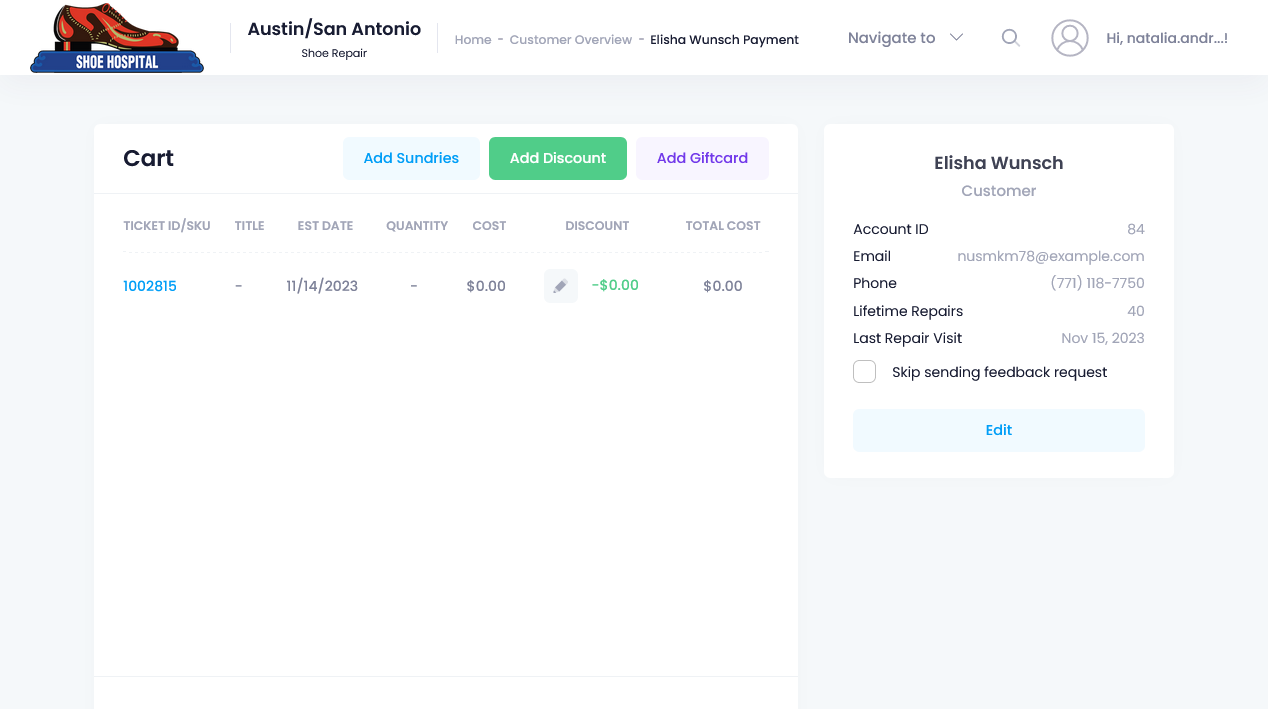 SHOE HOSPITAL
Austin/San Antonio
Shoe Repair
Home - Customer Overview - Elisha Wunsch Payment
Navigate to
Hi, natalia.andr...!
Cart
Add Sundries
Add Discount
Add Giftcard
TICKET ID/SKU TITLE EST DATE QUANTITY COST DISCOUNT TOTAL COST
1002815 - 11/14/2023 - $0.00 -$0.00 $0.00
Elisha Wunsch
Customer
Account ID 84
Email nusmkm78@example.com
Phone (771) 118-7750
Lifetime Repairs 40
Last Repair Visit Nov 15, 2023
Skip sending feedback request
Edit